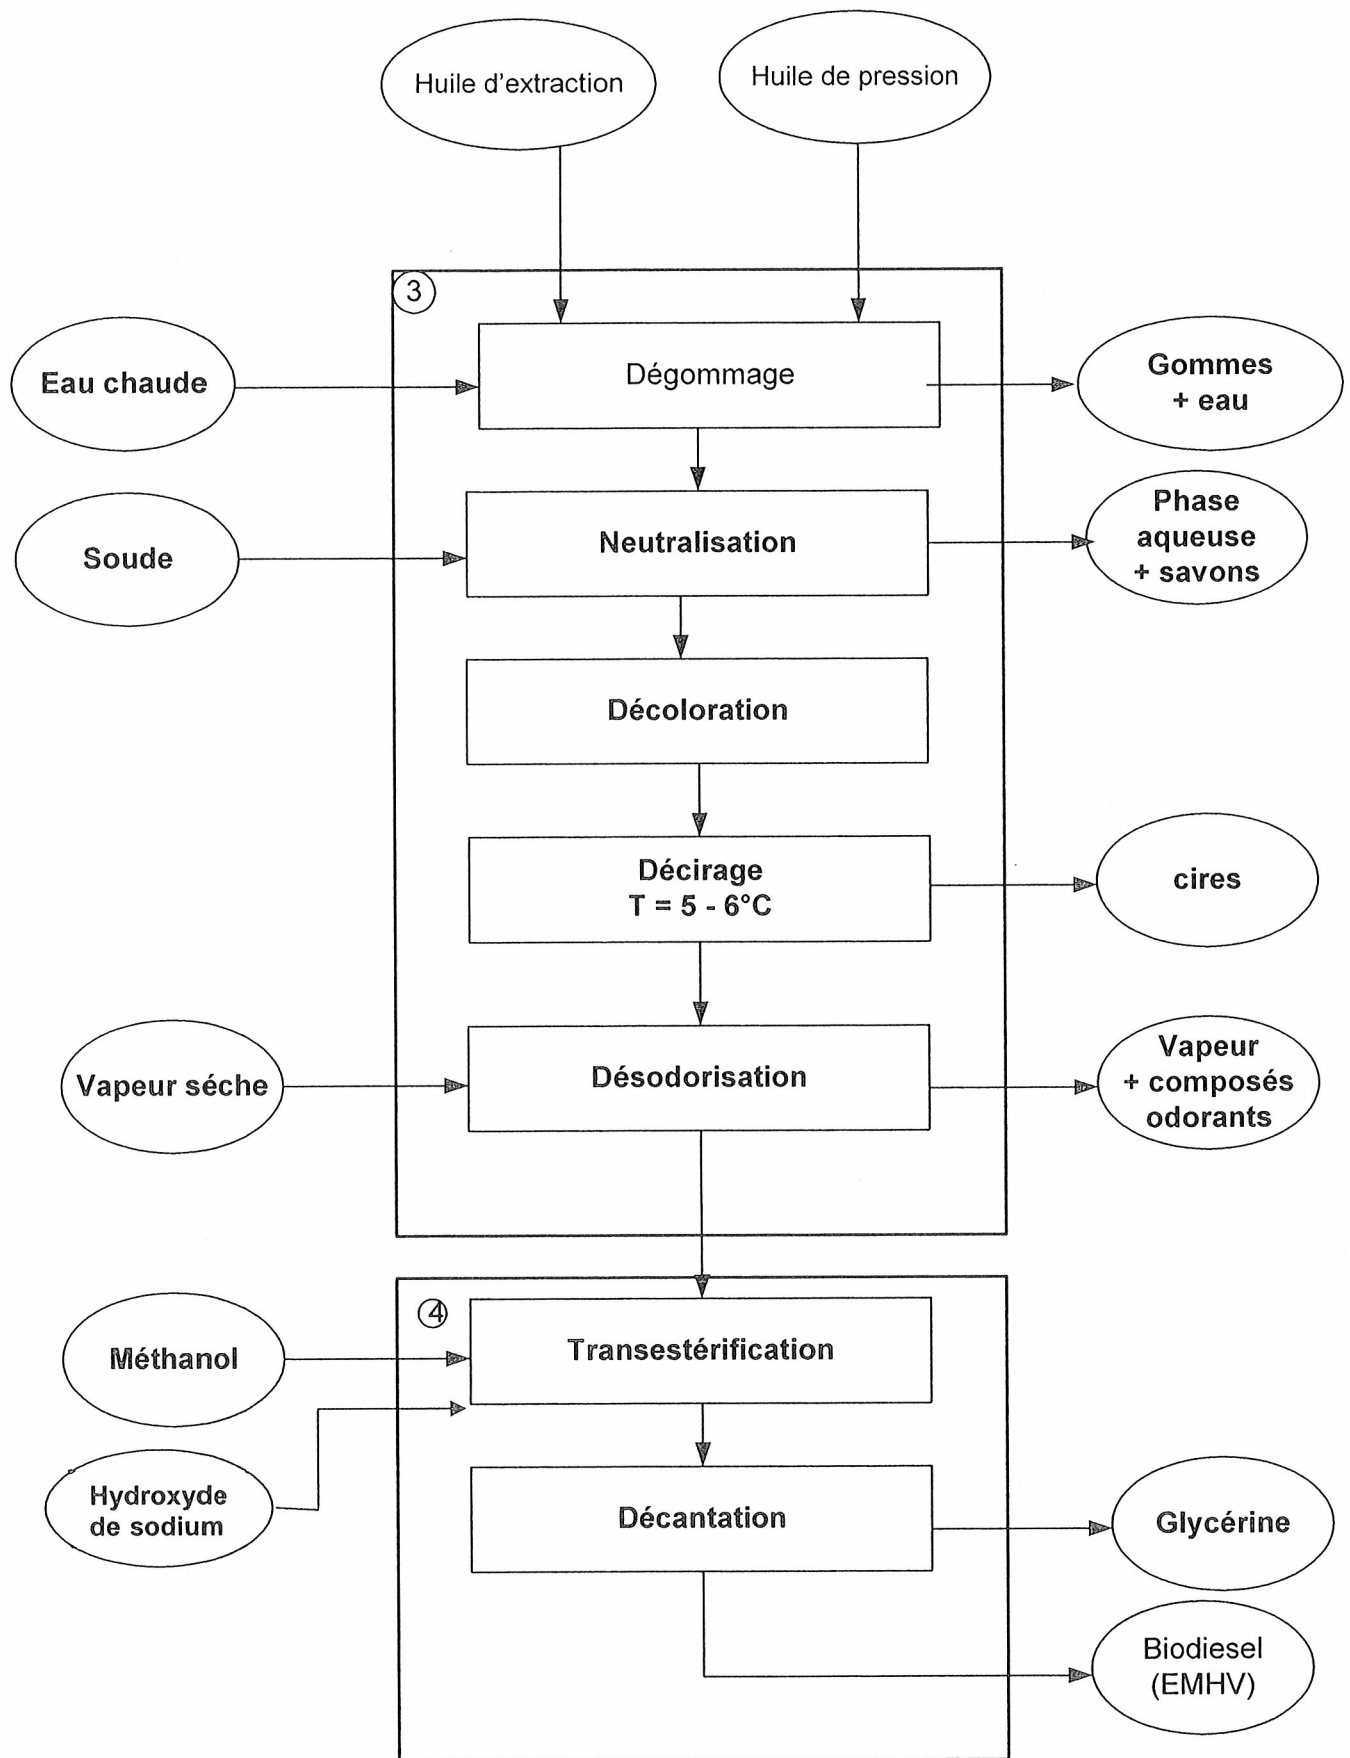 Huile d'extraction
Huile de pression
3
Eau chaude
Dégommage
Gommes
+ eau
Soude
Neutralisation
Phase
aqueuse
+ savons
Décoloration
Décirage
T = 5 - 6°C
cires
Vapeur séche
Désodorisation
Vapeur
+ composés
odorants
4
Méthanol
Transestérification
Hydroxyde
de sodium
Décantation
Glycérine
Biodiesel
(EMHV)